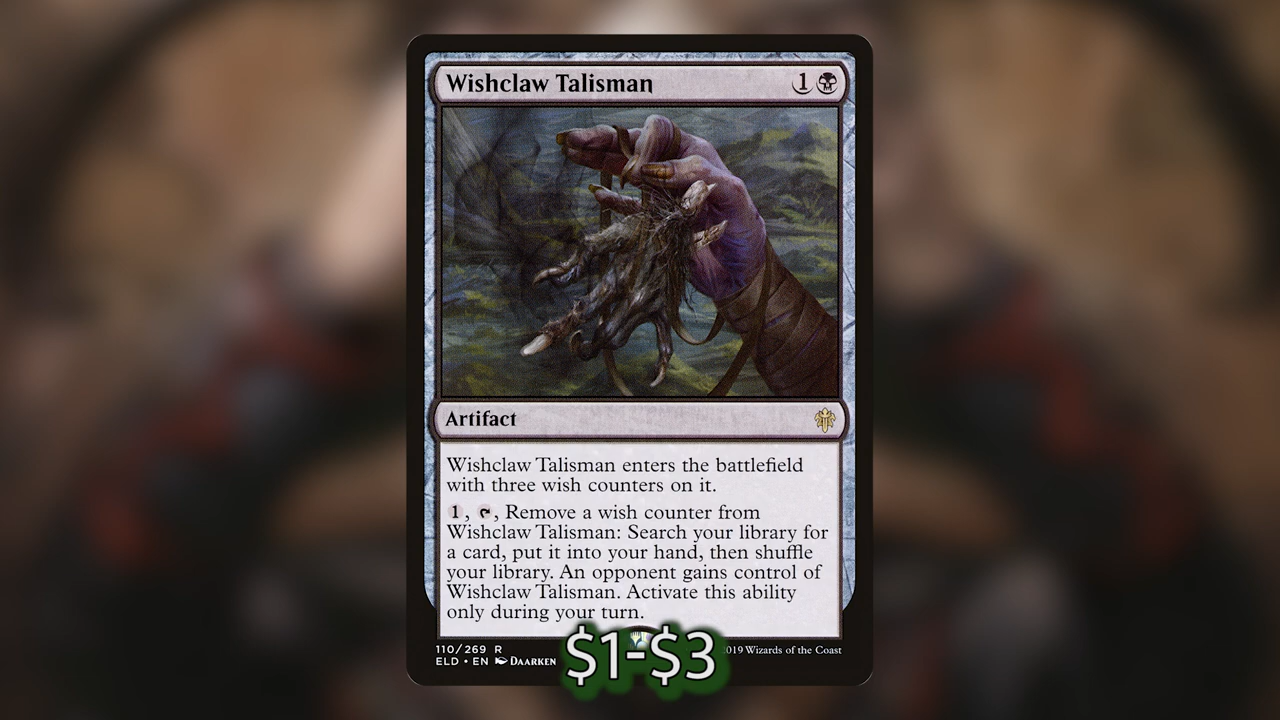 Wishclaw Talisman 1
Artifact
Wishclaw Talisman enters the battlefield
with three wish counters on it.
1, , Remove a wish counter from
Wishclaw Talisman: Search your library for
a card, put it into your hand, then shuffle
your library. An opponent gains control of
Wishclaw Talisman. Activate this ability
only during your turn.
110/269 R
ELD • EN DAARKEN
$1-$3
2019 Wizards of the Coast